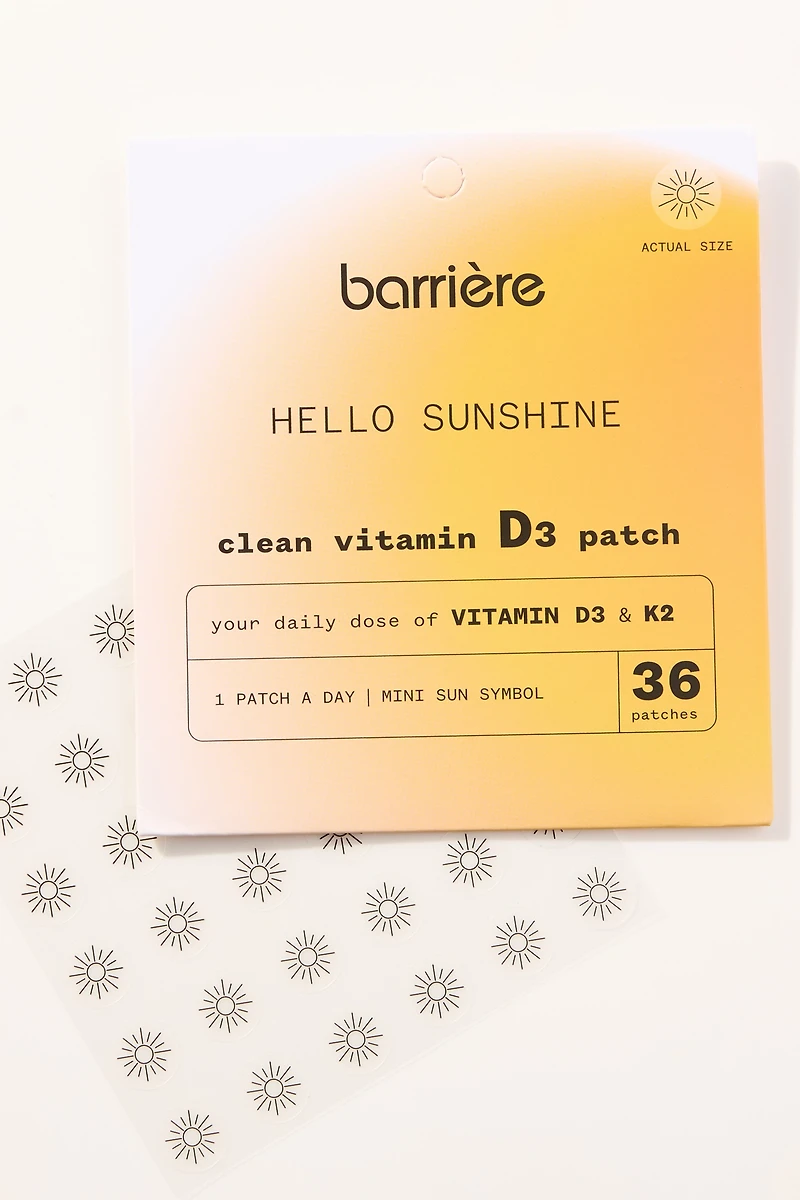 ACTUAL SIZE
barrière
HELLO SUNSHINE
clean vitamin D3 patch
your daily dose of VITAMIN D3 & K2
1 PATCH A DAY | MINI SUN SYMBOL
36
patches